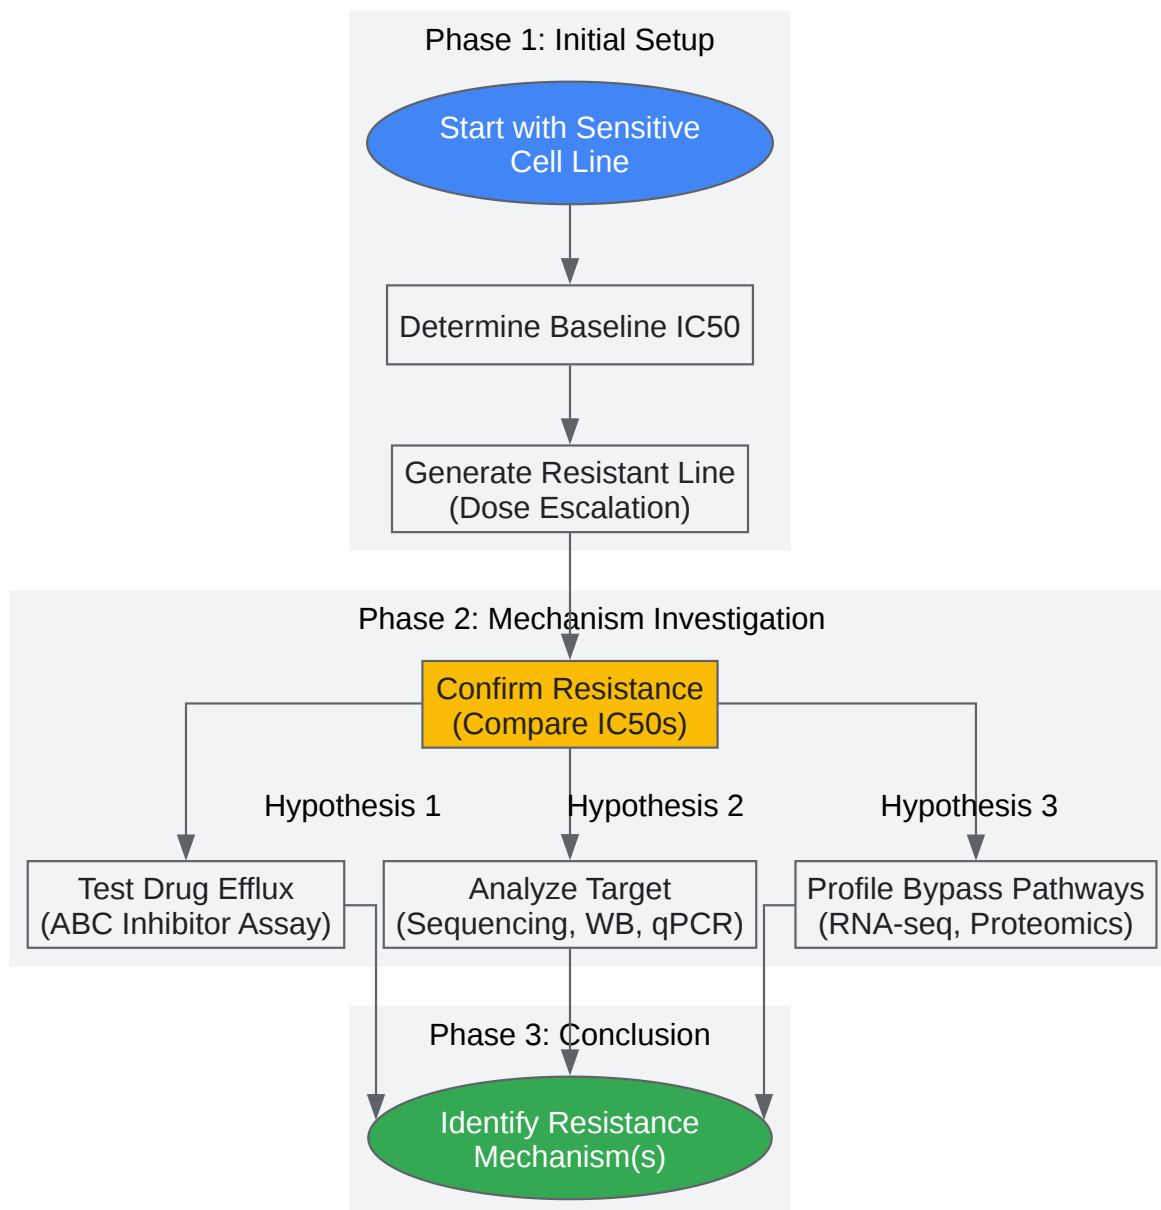 Phase 1: Initial Setup
Start with Sensitive
Cell Line
Determine Baseline IC50
Generate Resistant Line
(Dose Escalation)
Phase 2: Mechanism Investigation
Confirm Resistance
(Compare IC50s)
Hypothesis 1
Hypothesis 2
Hypothesis 3
Test Drug Efflux
(ABC Inhibitor Assay)
Analyze Target
(Sequencing, WB, qPCR)
Profile Bypass Pathways
(RNA-seq, Proteomics)
Phase 3: Conclusion
Identify Resistance
Mechanism(s)